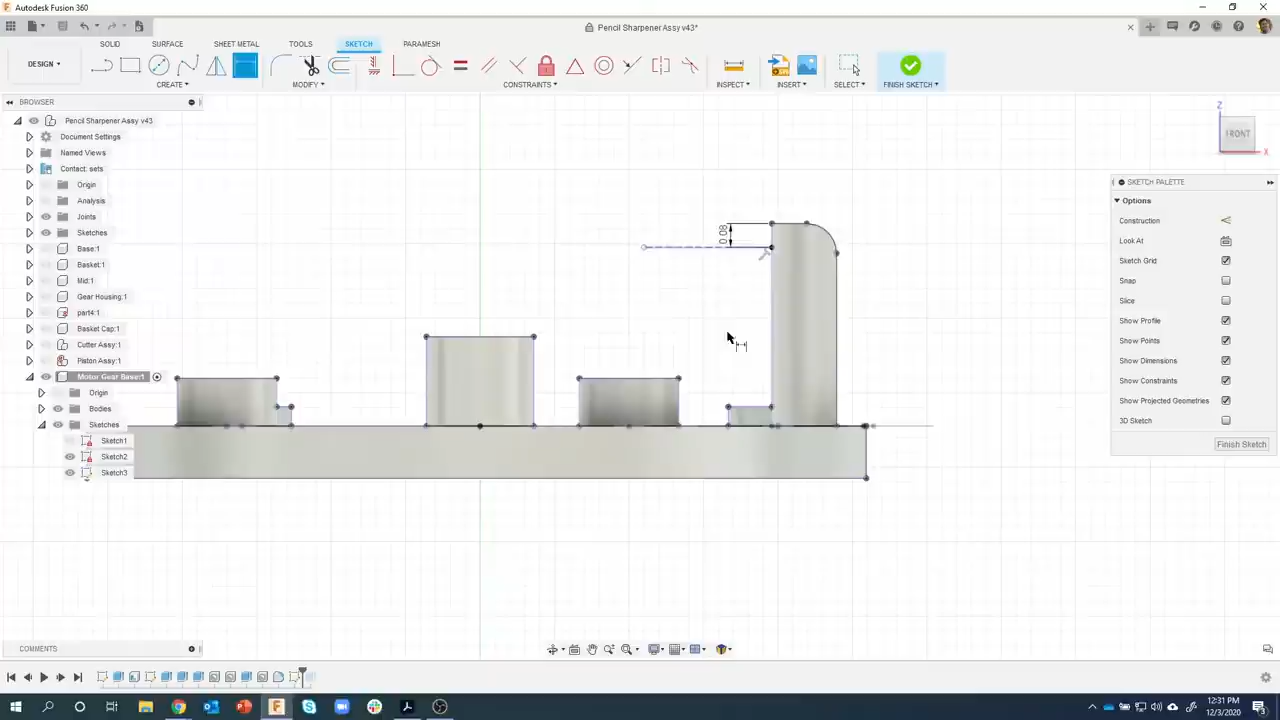 Autodesk Fusion 360
Pencil Sharpener Assy v43*
SOLID SURFACE SHEET METAL TOOLS SKETCH PARAMESH
DESIGN
CREATE MODIFY CONSTRAINTS INSPECT INSERT SELECT FINISH SKETCH
BROWSER
Pencil Sharpener Assy v43
Document Settings
Named Views
Contact: sets
Origin
Analysis
Joints
Sketches
Base:1
Basket:1
Mid:1
Gear Housing:1
part4:1
Basket Cap:1
Cutter Assy:1
Piston Assy:1
Motor Gear Base:1
Origin
Bodies
Sketches
Sketch1
Sketch2
Sketch3
0.08
Z
FRONT
X
SKETCH PALETTE
Options
Construction
Look At
Sketch Grid
Snap
Slice
Show Profile
Show Points
Show Dimensions
Show Constraints
Show Projected Geometries
3D Sketch
Finish Sketch
COMMENTS
12:31 PM
12/3/2020